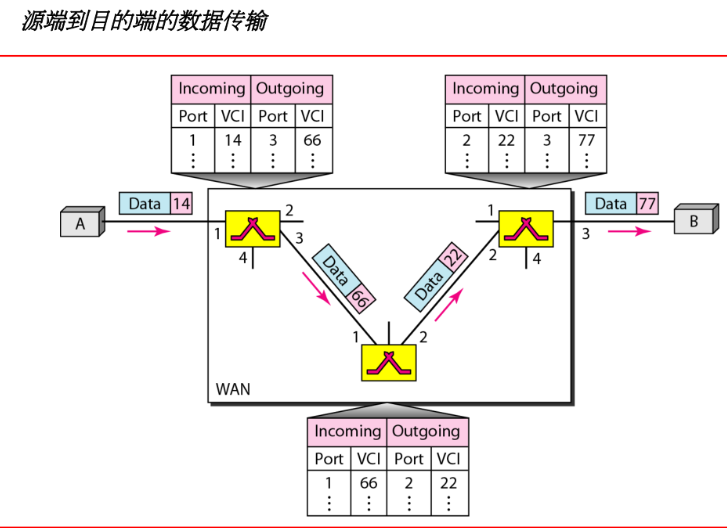 源端到目的端的数据传输
Incoming Outgoing
Port VCI Port VCI
1 14 3 66
⋮ ⋮ ⋮ ⋮
Incoming Outgoing
Port VCI Port VCI
2 22 3 77
⋮ ⋮ ⋮ ⋮
A
Data 14
1
2
3
4
Data 66
1
2
Data 22
1
2
3
4
Data 77
B
WAN
Incoming Outgoing
Port VCI Port VCI
1 66 2 22
⋮ ⋮ ⋮ ⋮